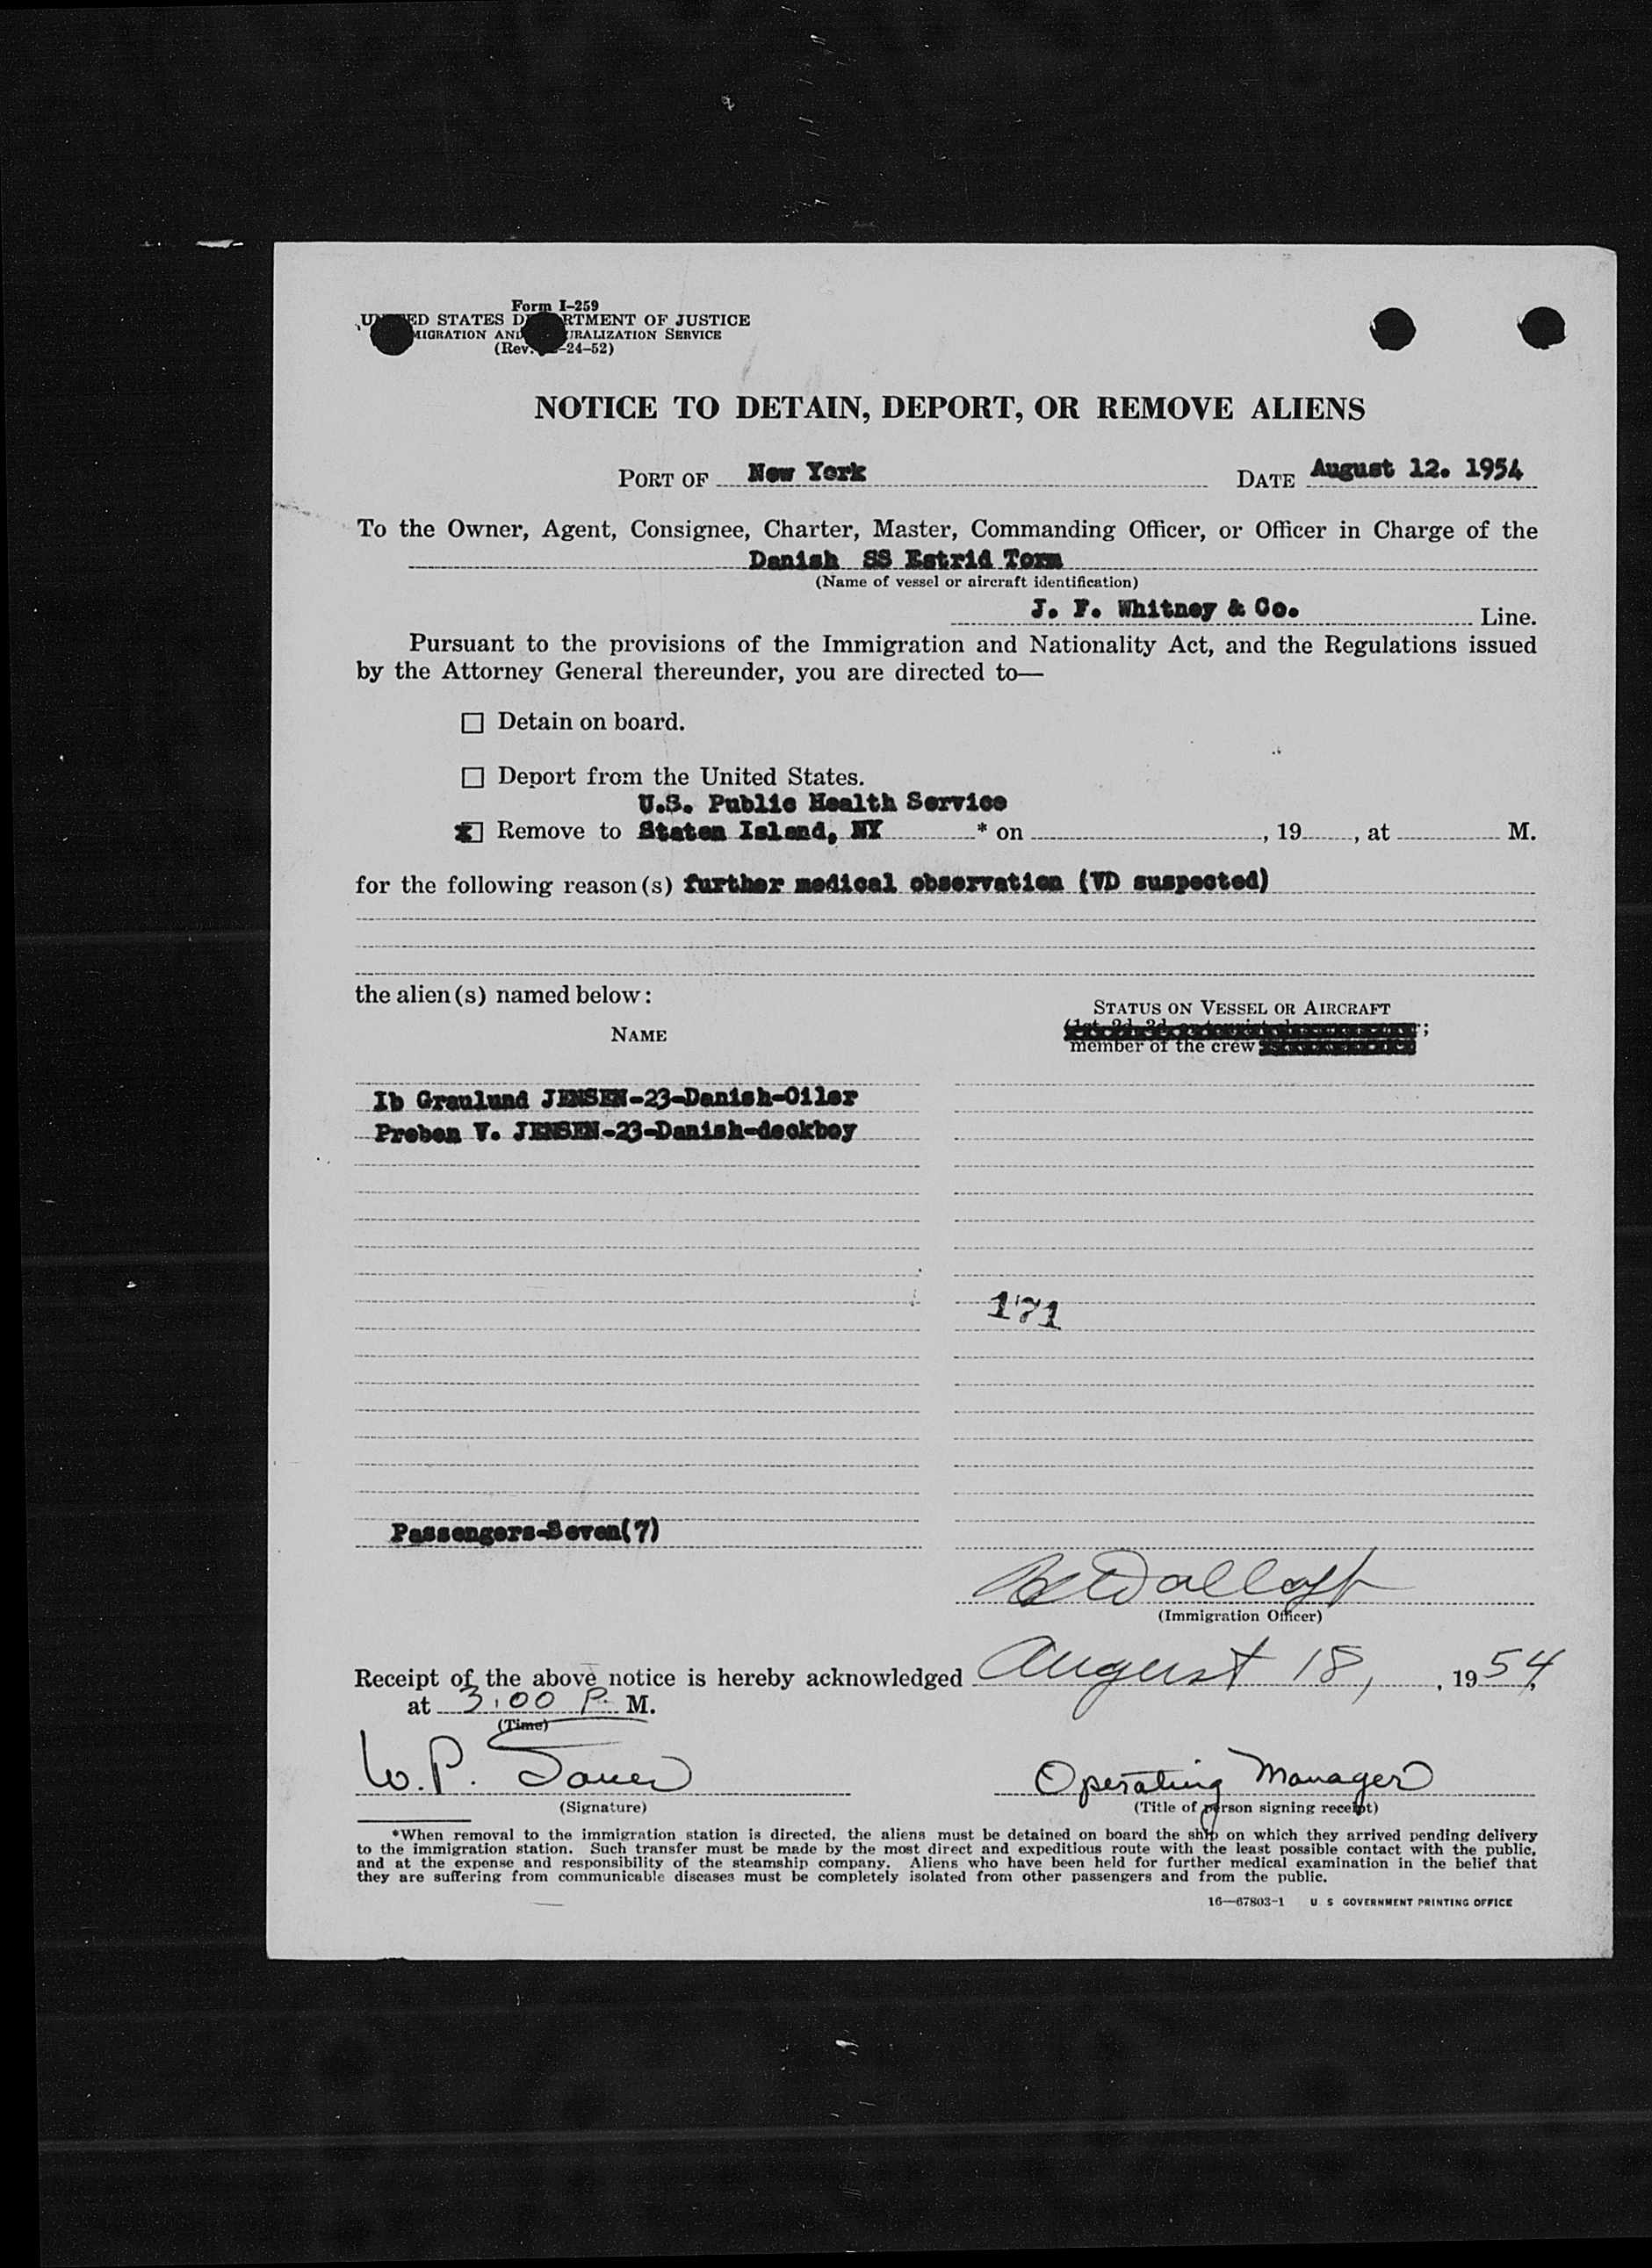 Form I-259
UNITED STATES DEPARTMENT OF JUSTICE
IMMIGRATION AND NATURALIZATION SERVICE
(Rev. -24-52)
NOTICE TO DETAIN, DEPORT, OR REMOVE ALIENS
PORT OF New York DATE August 12. 1954
To the Owner, Agent, Consignee, Charter, Master, Commanding Officer, or Officer in Charge of the
Danish SS Estrid Torm
(Name of vessel or aircraft identification)
J. F. Whitney & Co. Line.
Pursuant to the provisions of the Immigration and Nationality Act, and the Regulations issued
by the Attorney General thereunder, you are directed to—
☐ Detain on board.
☐ Deport from the United States.
U.S. Public Health Service
x☐ Remove to Staten Island, NY * on , 19 , at M.
for the following reason(s) further medical observation (VD suspected)
the alien(s) named below:
STATUS ON VESSEL OR AIRCRAFT
NAME
member of the crew
Ib Graulund JENSEN-23-Danish-Oiler
Preben V. JENSEN-23-Danish-deckboy
171
Passengers-Seven(7)
(Immigration Officer)
Receipt of the above notice is hereby acknowledged August 18, , 1954,
at 3:00 P. M.
(Time)
W. P. Operating Manager
(Signature) (Title of person signing receipt)
*When removal to the immigration station is directed, the aliens must be detained on board the ship on which they arrived pending delivery
to the immigration station. Such transfer must be made by the most direct and expeditious route with the least possible contact with the public,
and at the expense and responsibility of the steamship company. Aliens who have been held for further medical examination in the belief that
they are suffering from communicable diseases must be completely isolated from other passengers and from the public.
16—67803-1 U S GOVERNMENT PRINTING OFFICE